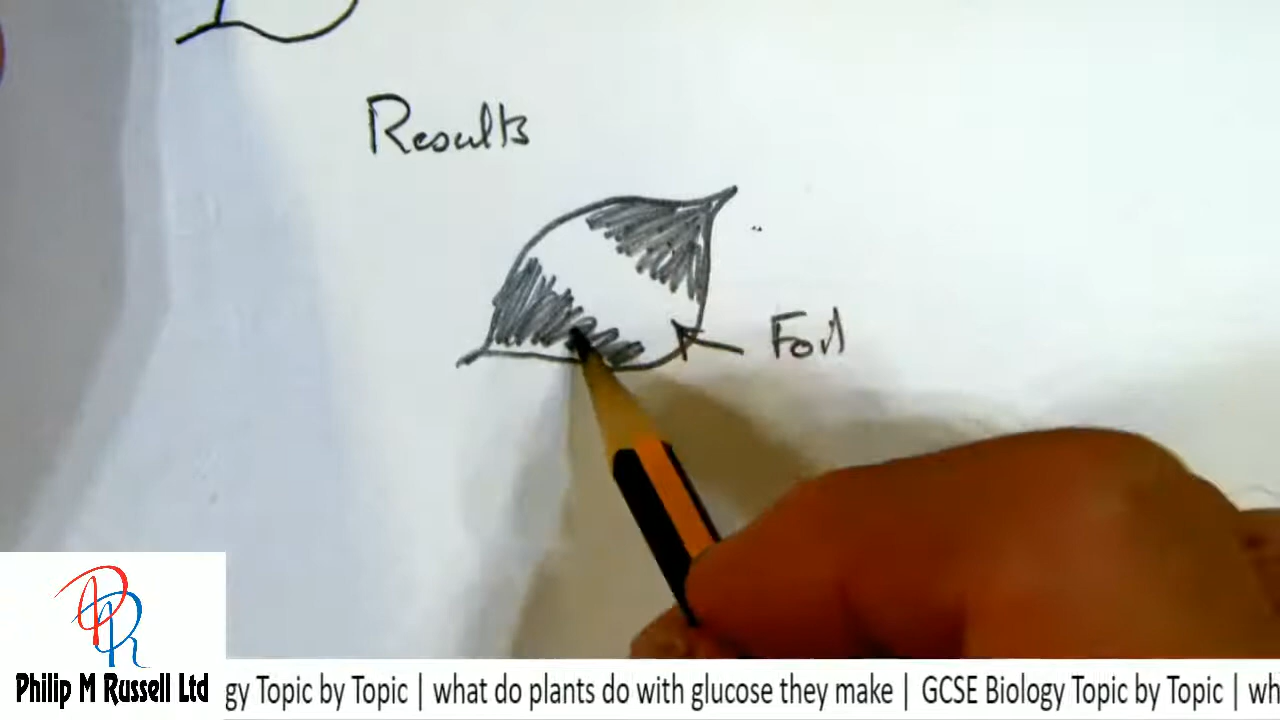 Results
Foil
Philip M Russell Ltd
gy Topic by Topic | what do plants do with glucose they make | GCSE Biology Topic by Topic | wh